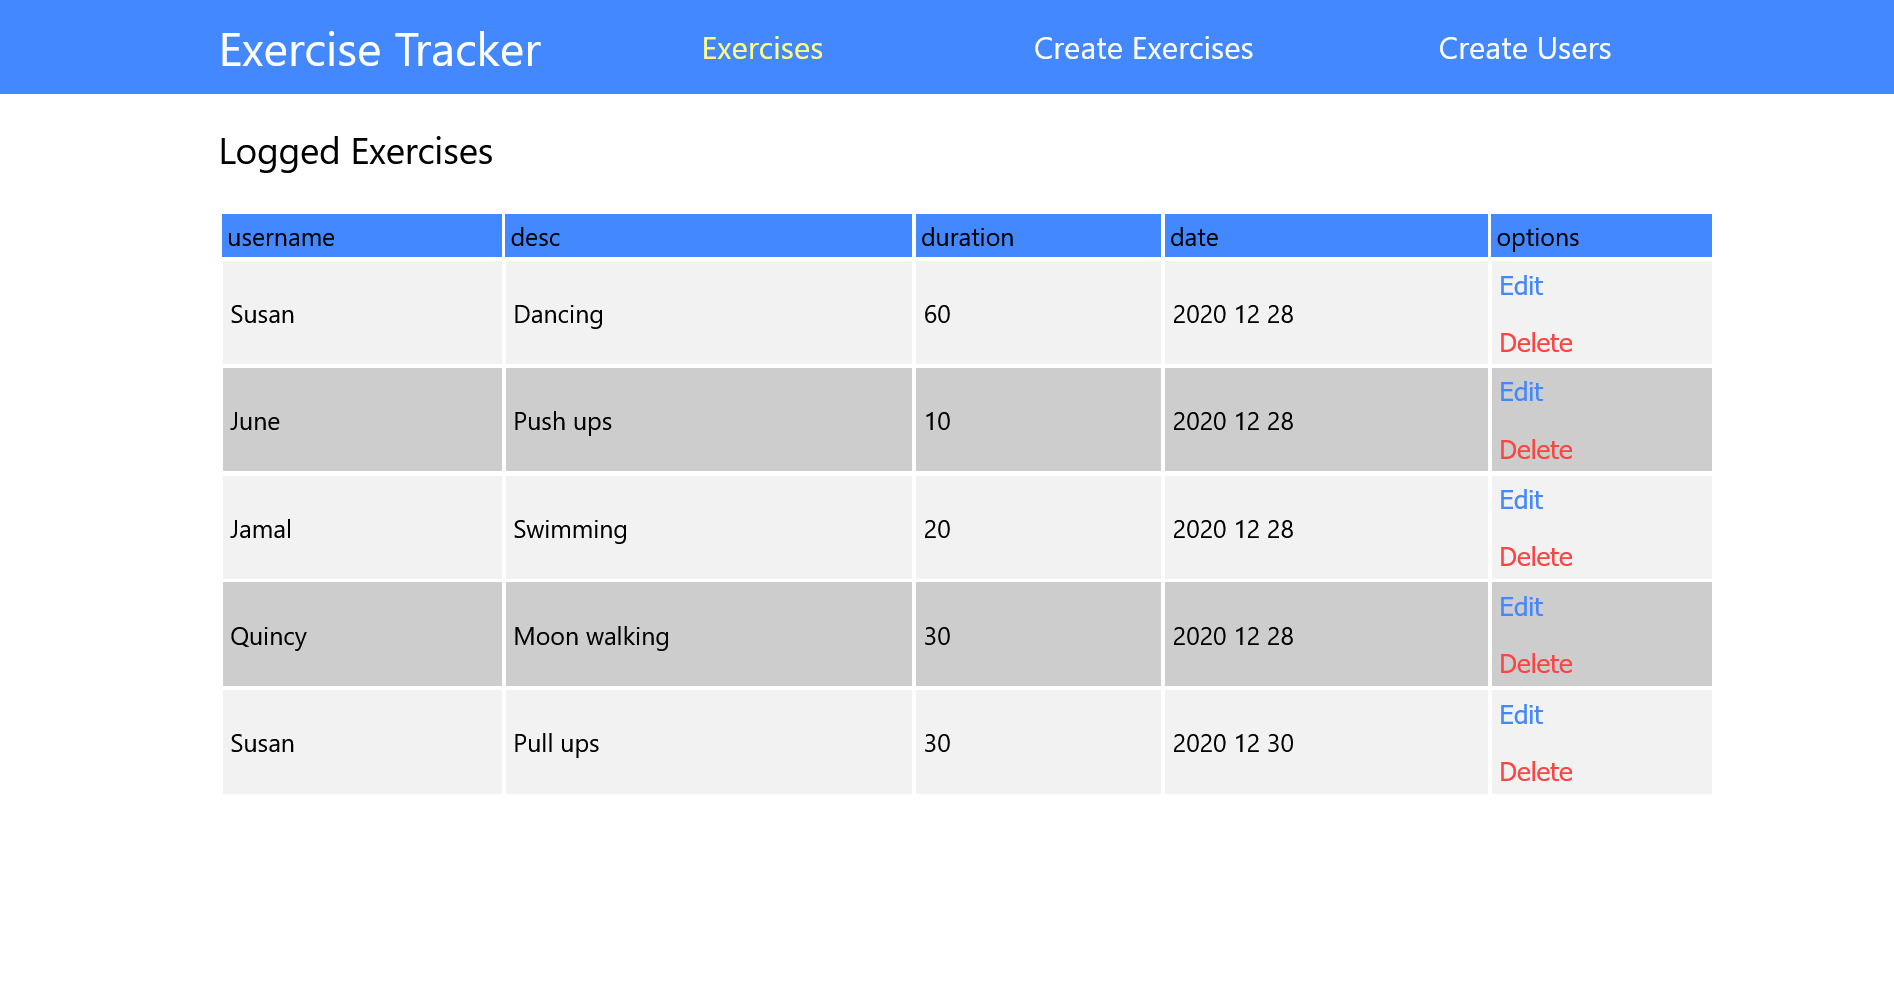 Exercise Tracker Exercises Create Exercises Create Users
Logged Exercises
username desc duration date options
Susan Dancing 60 2020 12 28 Edit
Delete
June Push ups 10 2020 12 28 Edit
Delete
Jamal Swimming 20 2020 12 28 Edit
Delete
Quincy Moon walking 30 2020 12 28 Edit
Delete
Susan Pull ups 30 2020 12 30 Edit
Delete